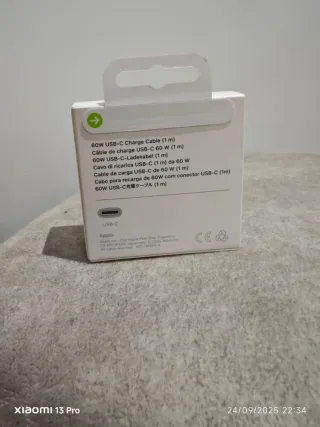 60W USB-C Charge Cable (1 m)
Câble de charge USB-C 60 W (1 m)
60W USB-C-Ladekabel (1 m)
Cavo di ricarica USB-C (1 m) da 60 W
Cable de carga USB-C de 60 W (1 m)
Cabo para recarga de 60W com conector USB-C (1m)
60W USB-C充電ケーブル (1 m)
USB-C
Apple
CE
XIAOMI 13 Pro
24/09/2025 22:34